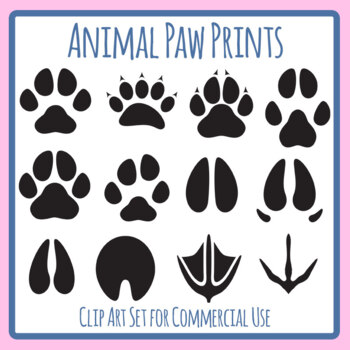 Animal Paw Prints
Clip Art Set for Commercial Use